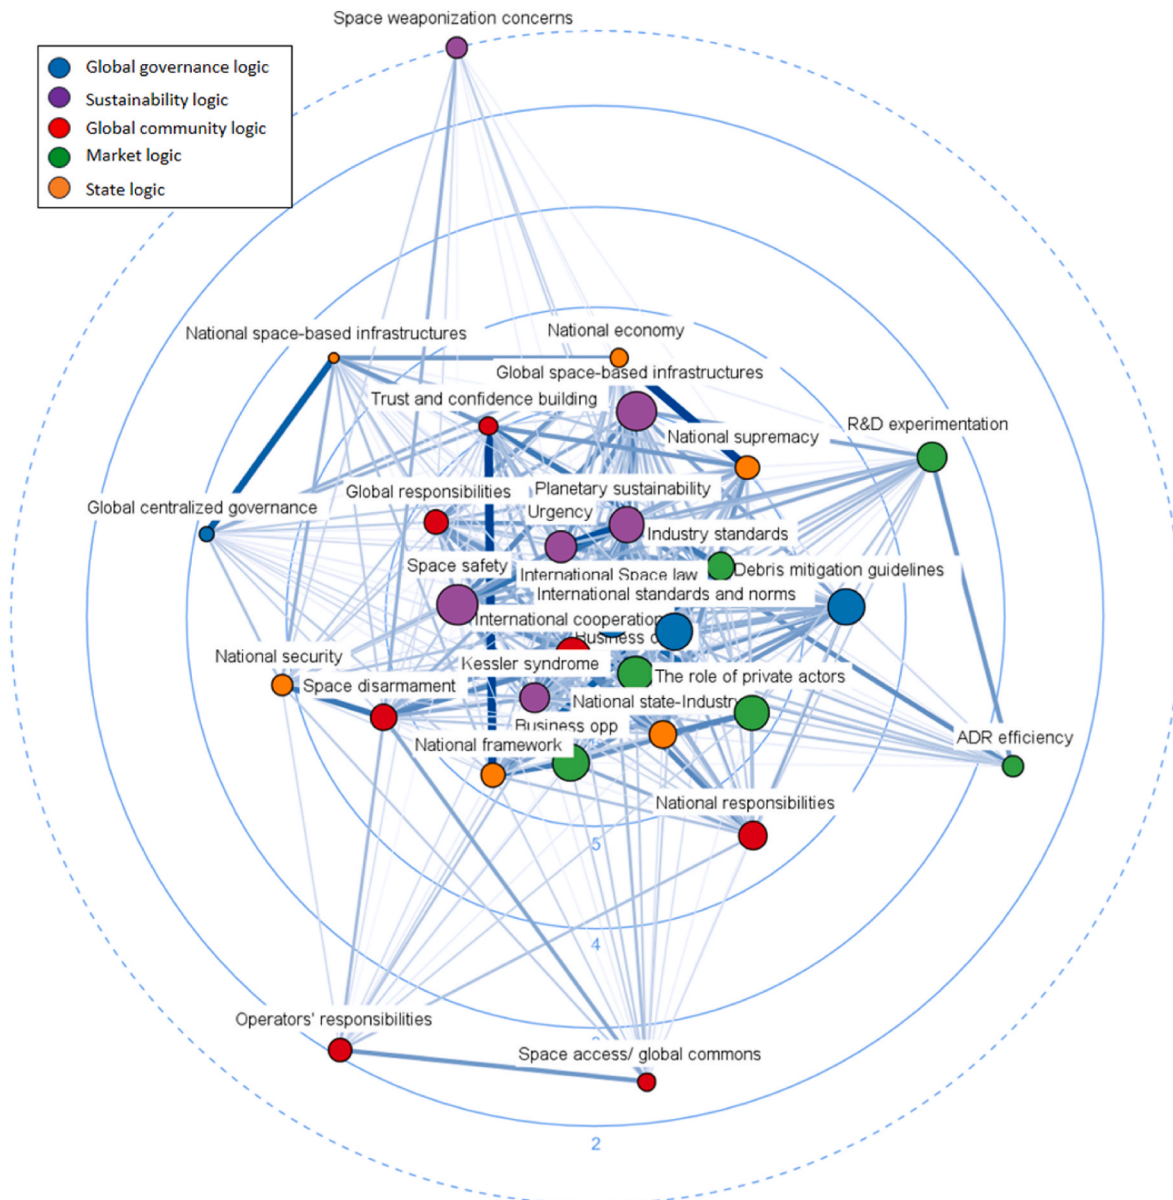 Space weaponization concerns
Global governance logic
Sustainability logic
Global community logic
Market logic
State logic
National space-based infrastructures
National economy
Global space-based infrastructures
Trust and confidence building
R&D experimentation
National supremacy
Global responsibilities
Planetary sustainability
Global centralized governance
Urgency
Industry standards
Space safety
International Space law
Debris mitigation guidelines
International standards and norms
International cooperation
Business
National security
Kessler syndrome
The role of private actors
Space disarmament
National state-Industry
Business opp
National framework
ADR efficiency
National responsibilities
5
4
Operators' responsibilities
Space access/ global commons
2